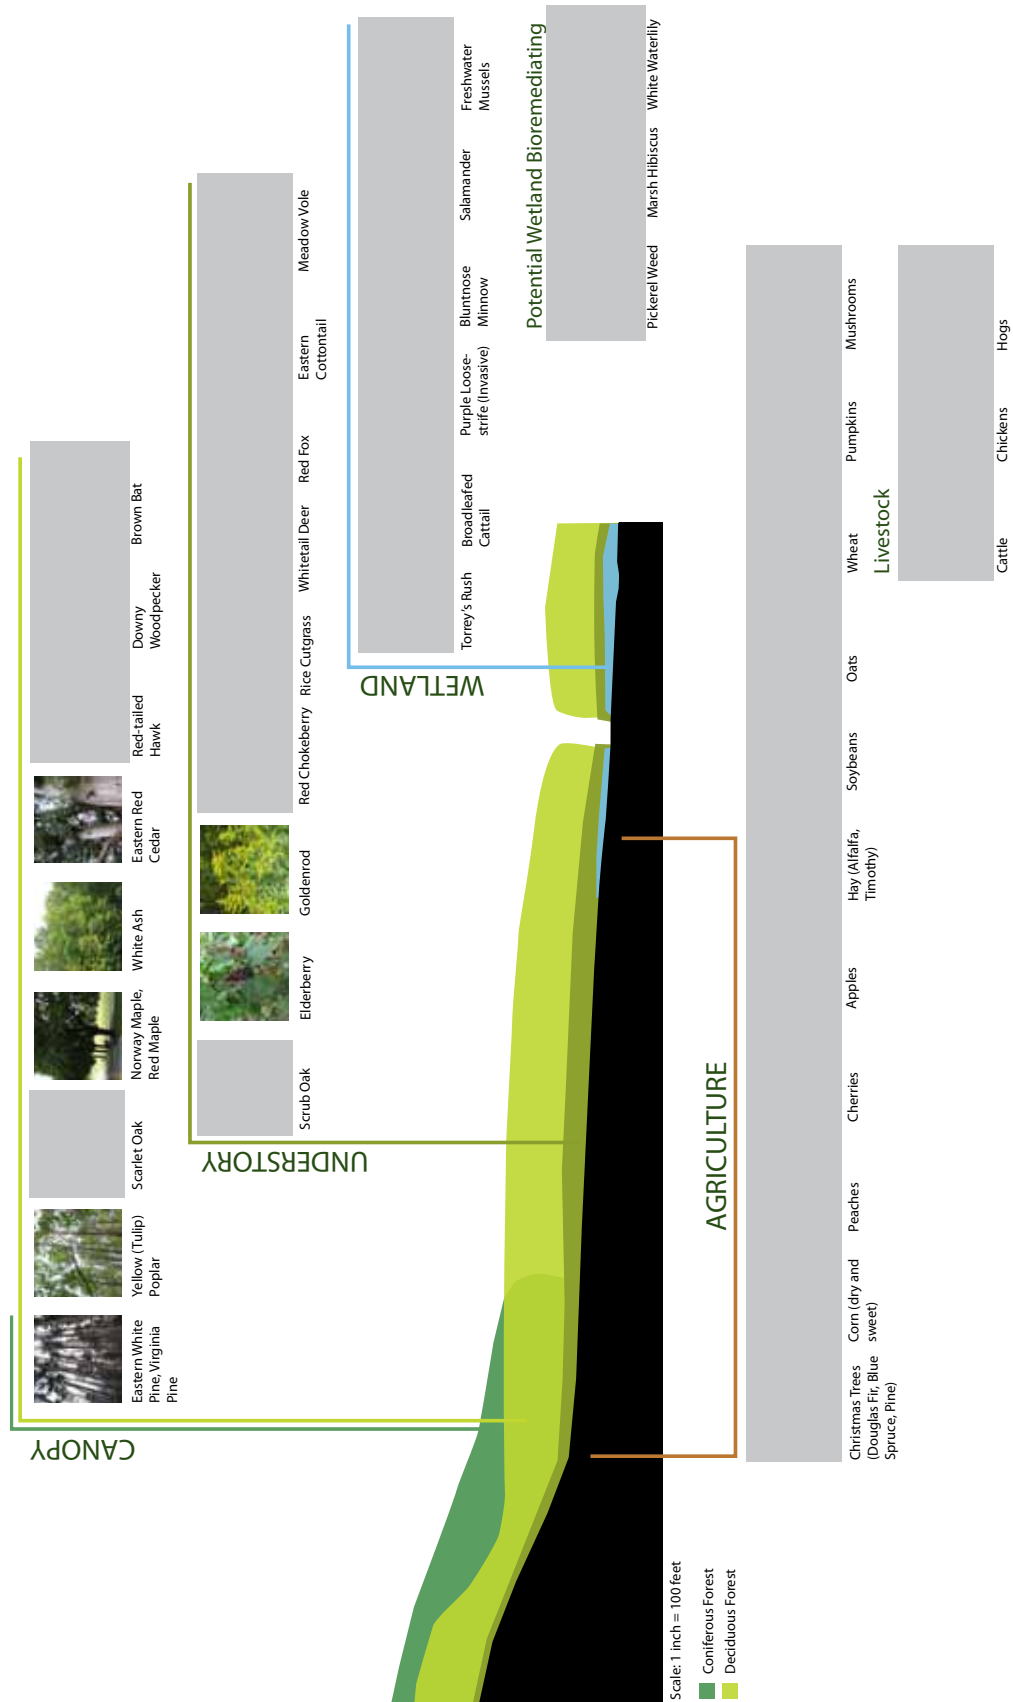 CANOPY
Eastern White
Pine, Virginia
Pine
Yellow (Tulip)
Poplar
Scarlet Oak
Norway Maple,
Red Maple
White Ash
Eastern Red
Cedar
Red-tailed
Hawk
Downy
Woodpecker
Brown Bat
UNDERSTORY
Scrub Oak
Elderberry
Goldenrod
Red Chokeberry
Rice Cutgrass
Whitetail Deer
Red Fox
Eastern
Cottontail
Meadow Vole
WETLAND
Torrey's Rush
Broadleafed
Cattail
Purple Loose-
strife (Invasive)
Bluntnose
Minnow
Salamander
Freshwater
Mussels
Potential Wetland Bioremediating
Pickerel Weed
Marsh Hibiscus
White Waterlily
AGRICULTURE
Christmas Trees
(Douglas Fir, Blue
Spruce, Pine)
Corn (dry and
sweet)
Peaches
Cherries
Apples
Hay (Alfalfa,
Timothy)
Soybeans
Oats
Wheat
Pumpkins
Mushrooms
Livestock
Cattle
Chickens
Hogs
Scale: 1 inch = 100 feet
Coniferous Forest
Deciduous Forest